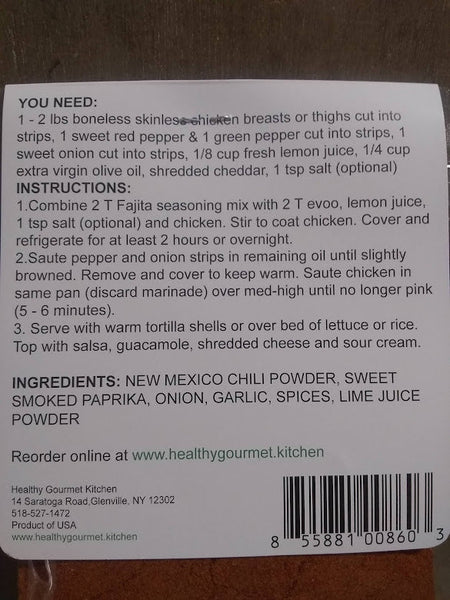 YOU NEED:
1 - 2 lbs boneless skinless chicken breasts or thighs cut into
strips, 1 sweet red pepper & 1 green pepper cut into strips, 1
sweet onion cut into strips, 1/8 cup fresh lemon juice, 1/4 cup
extra virgin olive oil, shredded cheddar, 1 tsp salt (optional)
INSTRUCTIONS:
1.Combine 2 T Fajita seasoning mix with 2 T evoo, lemon juice,
1 tsp salt (optional) and chicken. Stir to coat chicken. Cover and
refrigerate for at least 2 hours or overnight.
2.Saute pepper and onion strips in remaining oil until slightly
browned. Remove and cover to keep warm. Saute chicken in
same pan (discard marinade) over med-high until no longer pink
(5 - 6 minutes).
3. Serve with warm tortilla shells or over bed of lettuce or rice.
Top with salsa, guacamole, shredded cheese and sour cream.
INGREDIENTS: NEW MEXICO CHILI POWDER, SWEET
SMOKED PAPRIKA, ONION, GARLIC, SPICES, LIME JUICE
POWDER
Reorder online at www.healthygourmet.kitchen
Healthy Gourmet Kitchen
14 Saratoga Road,Glenville, NY 12302
518-527-1472
Product of USA
www.healthygourmet.kitchen
8 55881 00860 3